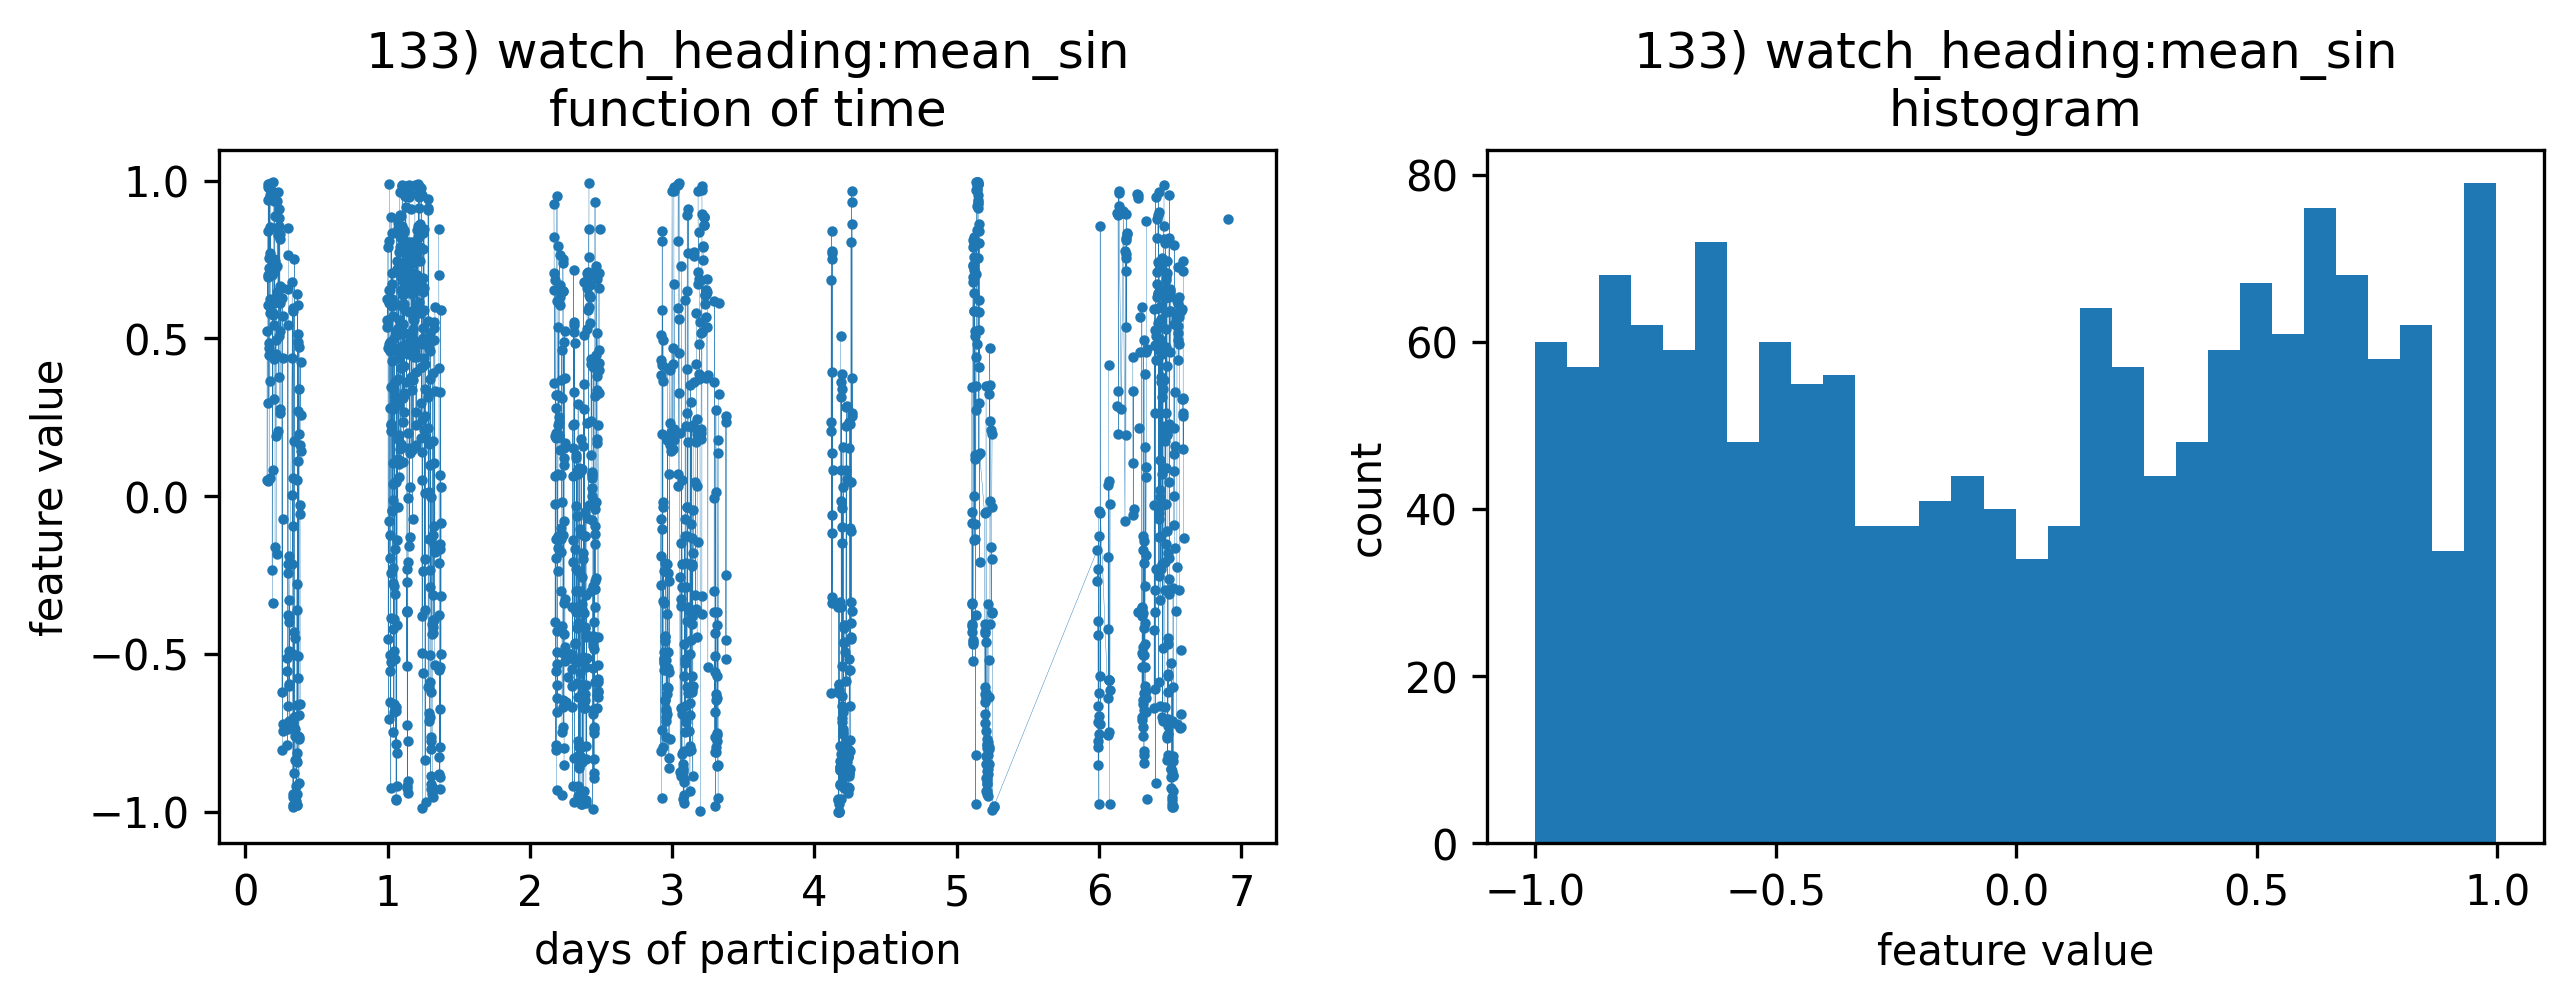 133) watch_heading:mean_sin
function of time
1.0
0.5
0.0
−0.5
−1.0
feature value
0 1 2 3 4 5 6 7
days of participation
133) watch_heading:mean_sin
histogram
80
60
40
20
0
count
−1.0 −0.5 0.0 0.5 1.0
feature value